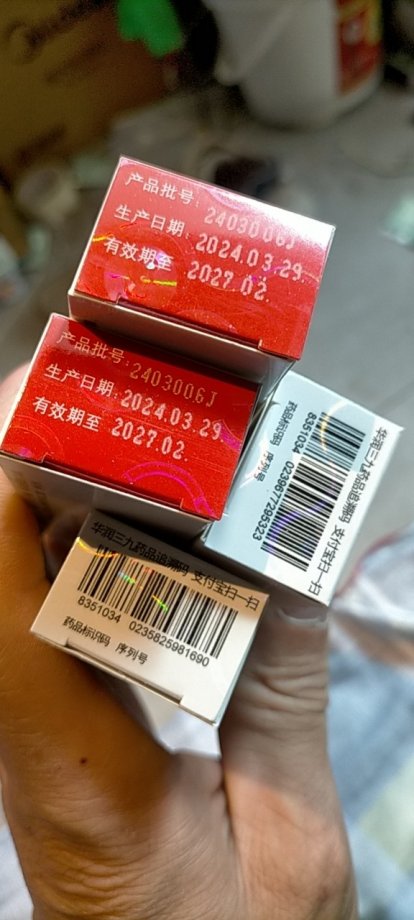 产品批号: 2403006J
生产日期: 2024.03.29.
有效期至 2027.02.
产品批号: 2403006J
生产日期: 2024.03.29
有效期至 2027.02.
华润三九药品追溯码 支付宝扫一扫
8351034 0239877295323
药品标识码 序列号
华润三九药品追溯码 支付宝扫一扫
8351034 0235825981690
药品标识码 序列号